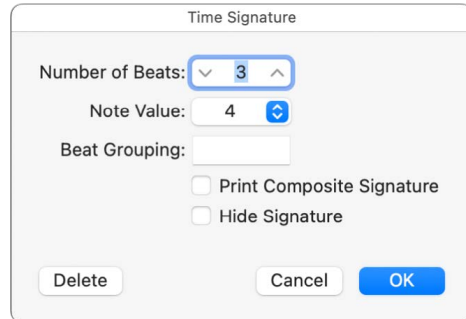 Time Signature
Number of Beats: 3
Note Value: 4
Beat Grouping:
Print Composite Signature
Hide Signature
Delete Cancel OK